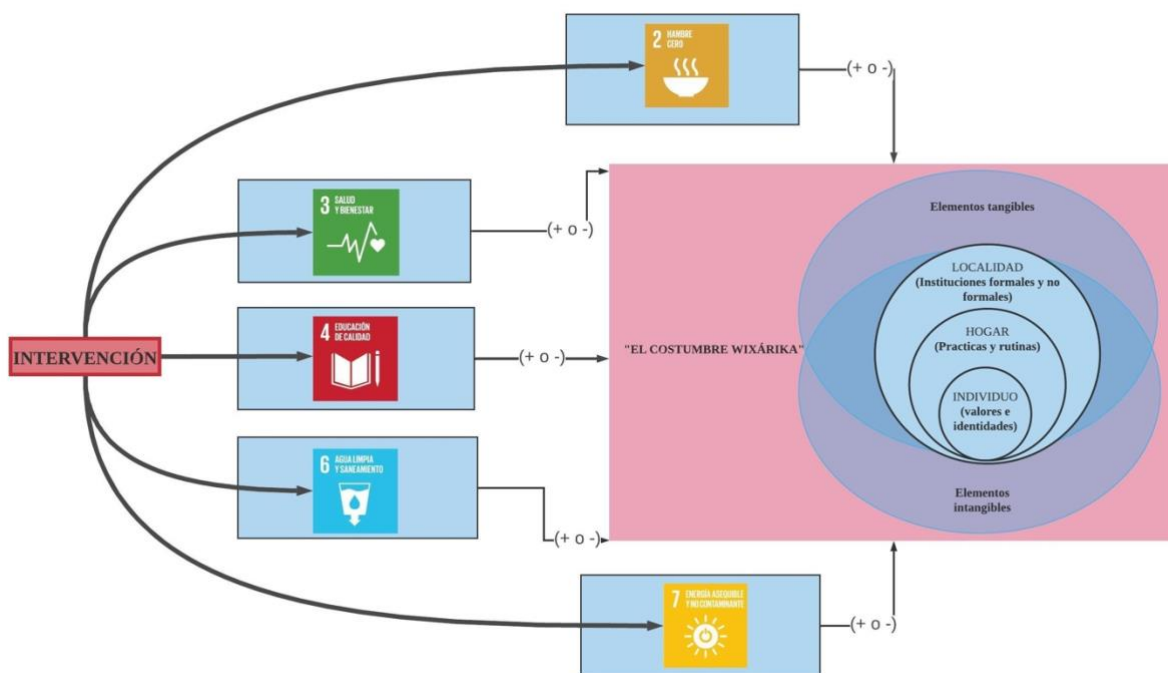 2 HAMBRE
CERO
(+ o -)
3 SALUD
Y BIENESTAR
(+ o -)
4 EDUCACIÓN
DE CALIDAD
(+ o -)
INTERVENCIÓN
6 AGUA LIMPIA
Y SANEAMIENTO
(+ o -)
7 ENERGÍA ASEQUIBLE
Y NO CONTAMINANTE
(+ o -)
"EL COSTUMBRE WIXÁRIKA"
Elementos tangibles
LOCALIDAD
(Instituciones formales y no
formales)
HOGAR
(Practicas y rutinas)
INDIVIDUO
(valores e
identidades)
Elementos
intangibles